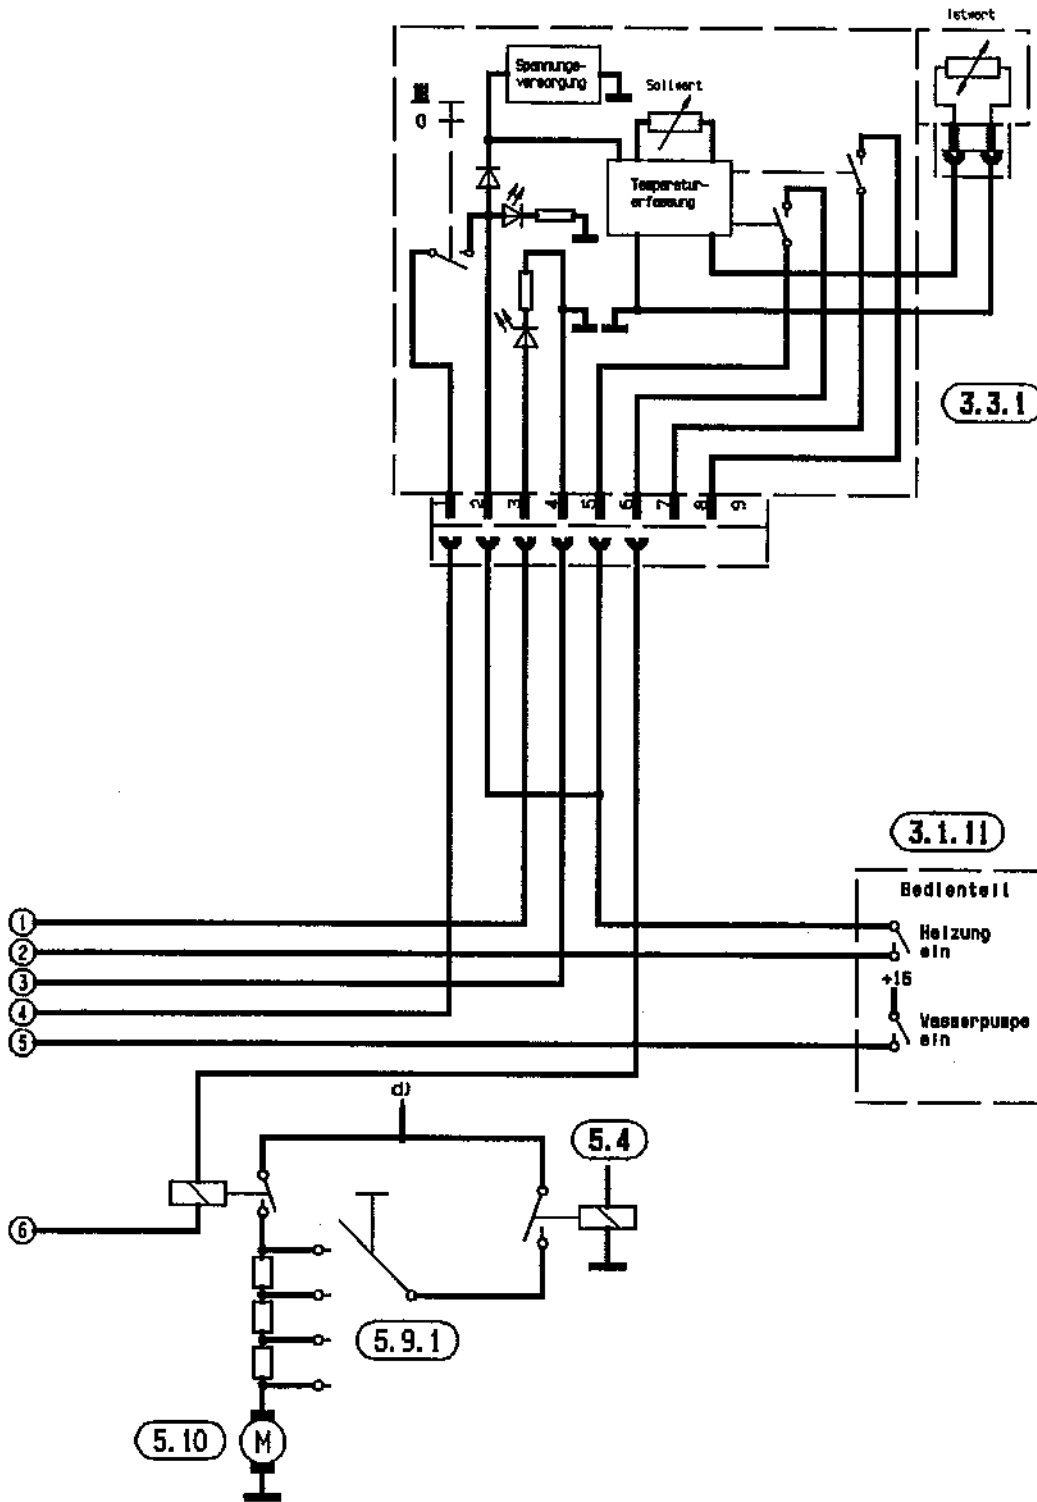 Istwert
Spannungs-
versorgung
Sollwert
0
Temperatur-
erfassung
3.3.1
1 2 3 4 5 6 7 8 9
3.1.11
Bedienteil
1
Heizung
ein
2
+15
3
4
Wasserpumpe
ein
5
d)
5.4
6
5.9.1
5.10
M